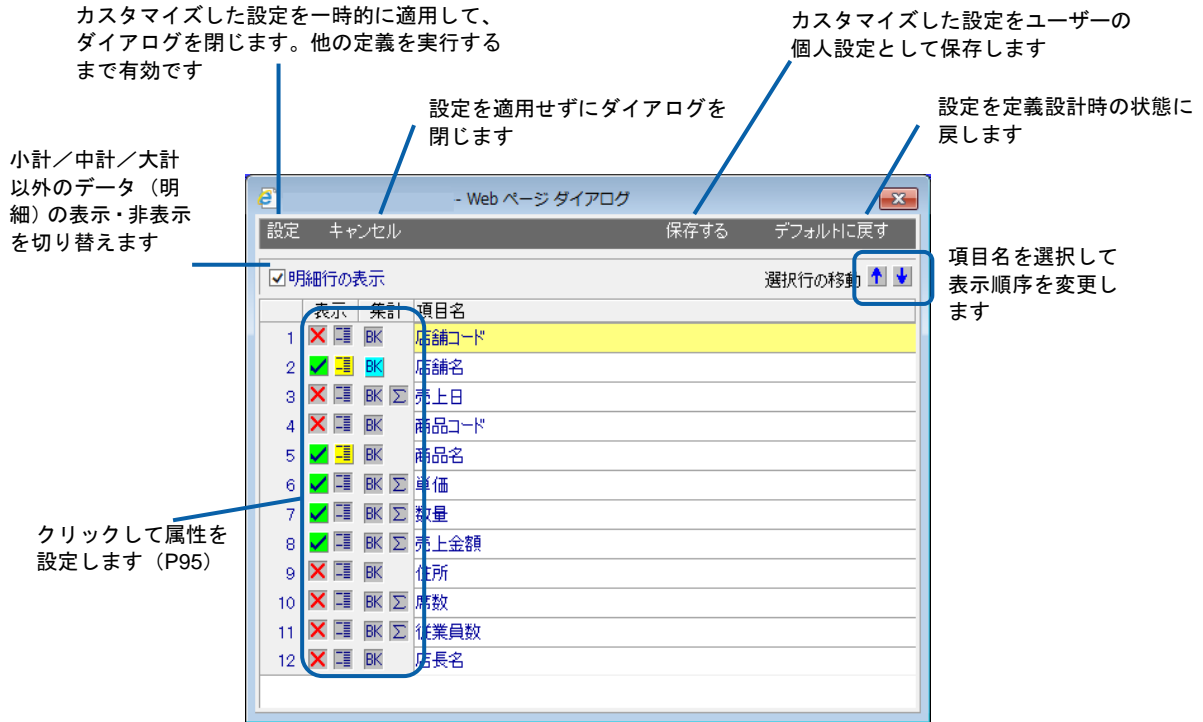 カスタマイズした設定を一時的に適用して、
ダイアログを閉じます。他の定義を実行する
まで有効です
カスタマイズした設定をユーザーの
個人設定として保存します
設定を適用せずにダイアログを
閉じます
設定を定義設計時の状態に
戻します
小計／中計／大計
以外のデータ（明
細）の表示・非表示
を切り替えます
- Web ページ ダイアログ
設定 キャンセル 保存する デフォルトに戻す
明細行の表示 選択行の移動
項目名を選択して
表示順序を変更し
ます
表示 集計 項目名
1 BK 店舗コード
2 BK 店舗名
3 BK Σ 売上日
4 BK 商品コード
5 BK 商品名
6 BK Σ 単価
7 BK Σ 数量
8 BK Σ 売上金額
9 BK 住所
10 BK Σ 席数
11 BK Σ 従業員数
12 BK 店長名
クリックして属性を
設定します（P95）